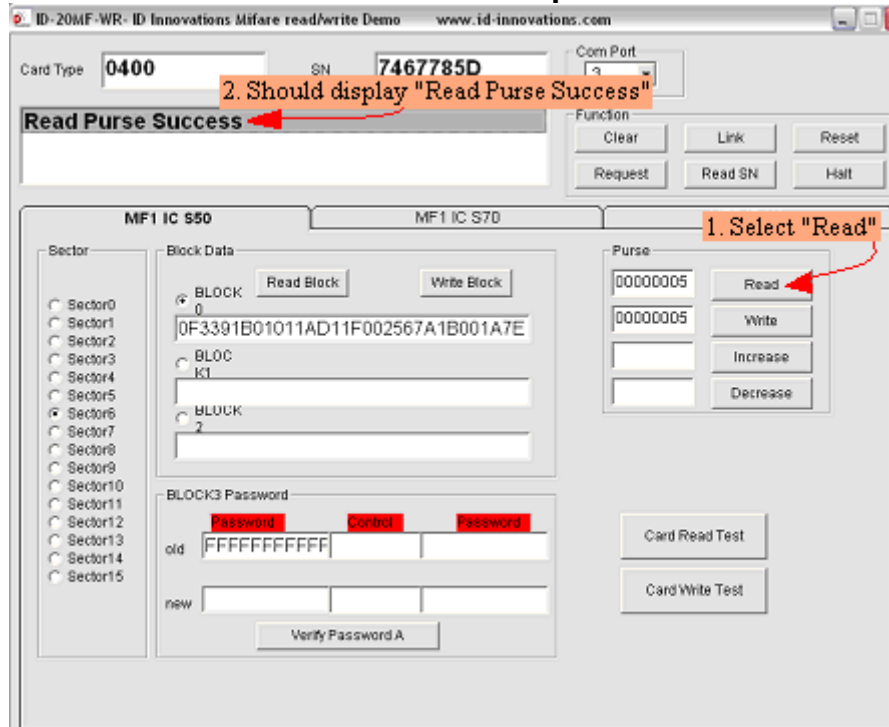 ID-20MF-WR- ID Innovations Mifare read/write Demo www.id-innovations.com
Card Type 0400 SN 7467785D
Com Port
2. Should display "Read Purse Success"
Read Purse Success
Function
Clear Link Reset
Request Read SN Halt
MF1 IC S50 MF1 IC S70
1. Select "Read"
Sector
Sector0
Sector1
Sector2
Sector3
Sector4
Sector5
Sector6
Sector7
Sector8
Sector9
Sector10
Sector11
Sector12
Sector13
Sector14
Sector15
Block Data
Read Block Write Block
BLOCK
0
0F3391B01011AD11F002567A1B001A7E
BLOC
K1
BLOCK
2
BLOCK3 Password
Password Control Password
old FFFFFFFFFFF
new
Verify Password A
Purse
00000005 Read
00000005 Write
Increase
Decrease
Card Read Test
Card Write Test